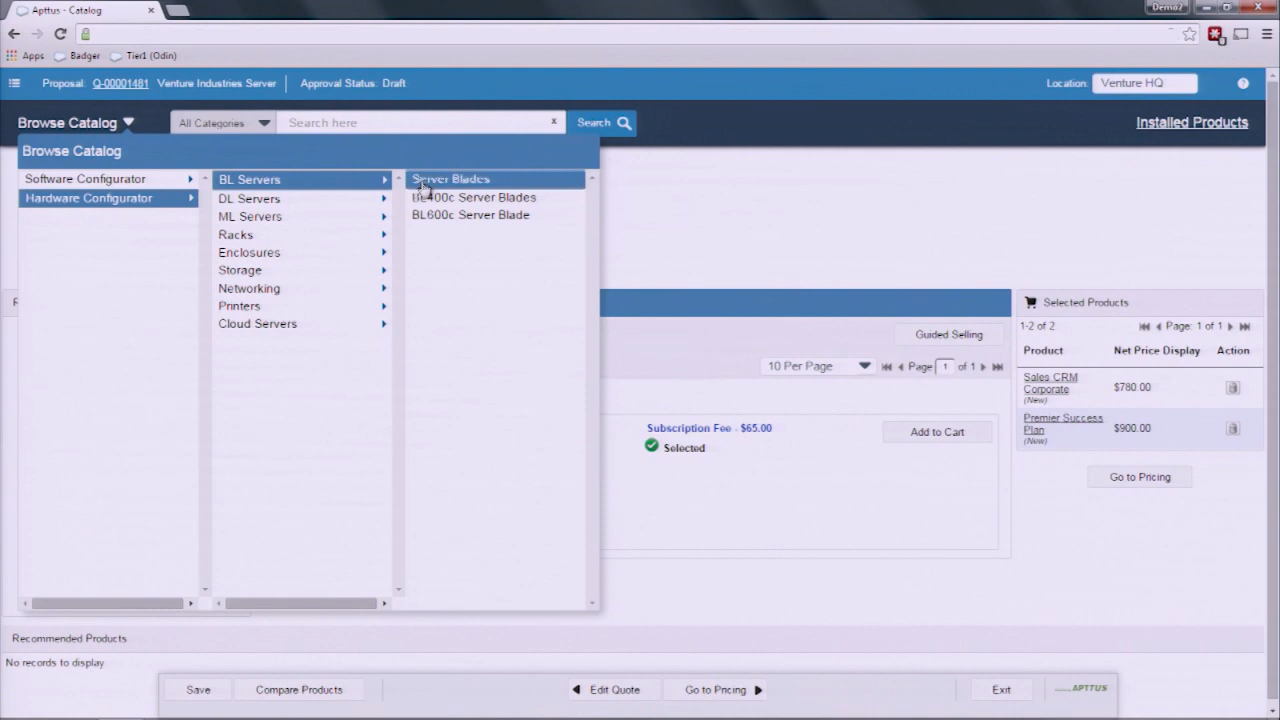 Apttus - Catalog
Demo2
Apps Badger Tier1 (Odin)
Proposal: Q-00001481 Venture Industries Server Approval Status: Draft Location: Venture HQ
Browse Catalog All Categories Search here x Search Installed Products
Browse Catalog
Software Configurator
Hardware Configurator
BL Servers
DL Servers
ML Servers
Racks
Enclosures
Storage
Networking
Printers
Cloud Servers
Server Blades
BL400c Server Blades
BL600c Server Blade
Guided Selling
10 Per Page Page 1 of 1
Subscription Fee - $65.00
Selected
Add to Cart
Selected Products
1-2 of 2 Page: 1 of 1
Product Net Price Display Action
Sales CRM
Corporate
(New)
$780.00
Premier Success
Plan
(New)
$900.00
Go to Pricing
Recommended Products
No records to display
Save Compare Products Edit Quote Go to Pricing Exit APTTUS